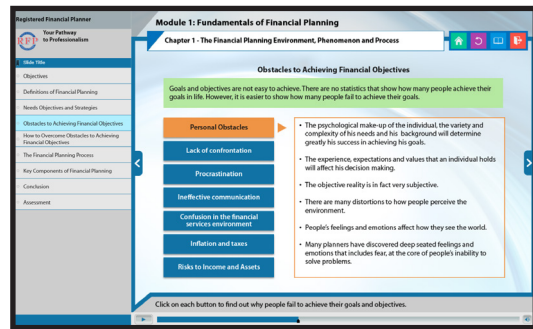 Registered Financial Planner
RFP
Your Pathway
to Professionalism
Slide Title
Objectives
Definitions of Financial Planning
Needs Objectives and Strategies
Obstacles to Achieving Financial Objectives
How to Overcome Obstacles to Achieving
Financial Objectives
The Financial Planning Process
Key Components of Financial Planning
Conclusion
Assessment
Module 1: Fundamentals of Financial Planning
Chapter 1 - The Financial Planning Environment, Phenomenon and Process
Obstacles to Achieving Financial Objectives
Goals and objectives are not easy to achieve. There are no statistics that show how many people achieve their
goals in life. However, it is easier to show how many people fail to achieve their goals.
Personal Obstacles
Lack of confrontation
Procrastination
Ineffective communication
Confusion in the financial
services environment
Inflation and taxes
Risks to Income and Assets
• The psychological make-up of the individual, the variety and
complexity of his needs and his background will determine
greatly his success in achieving his goals.
• The experience, expectations and values that an individual holds
will affect his decision making.
• The objective reality is in fact very subjective.
• There are many distortions to how people perceive the
environment.
• People's feelings and emotions affect how they see the world.
• Many planners have discovered deep seated feelings and
emotions that includes fear, at the core of people's inability to
solve problems.
Click on each button to find out why people fail to achieve their goals and objectives.